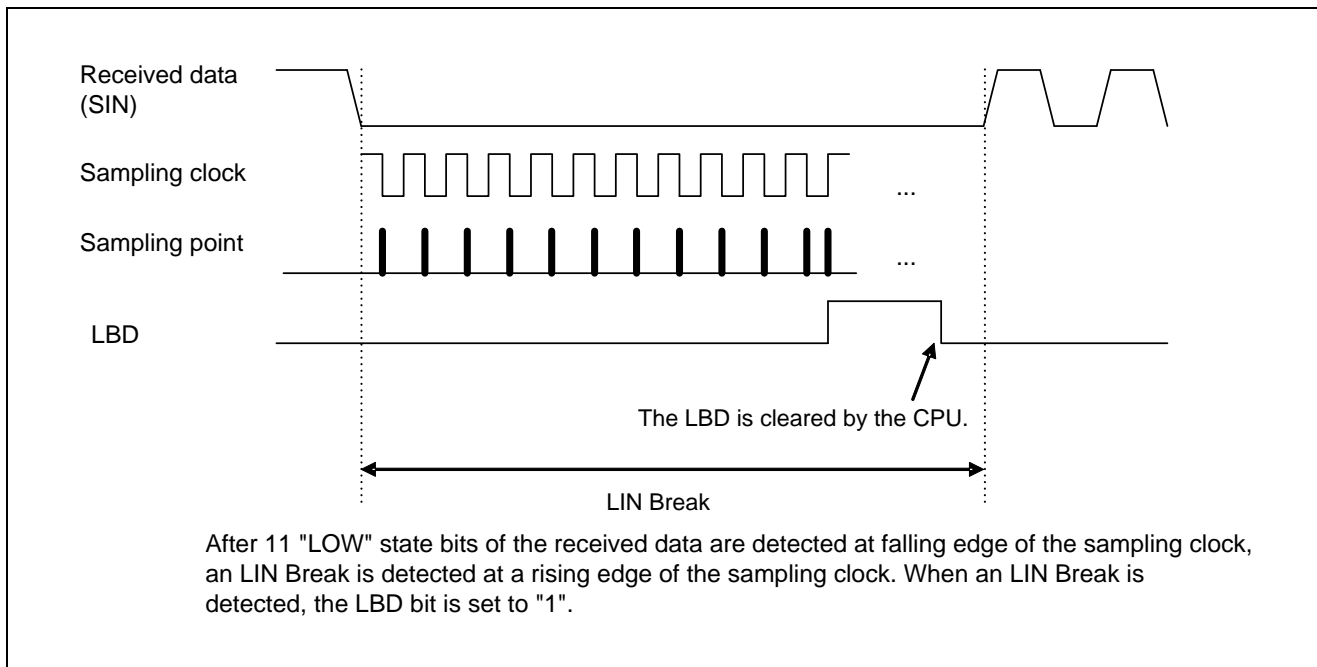 Received data
(SIN)
Sampling clock
...
Sampling point
...
LBD
The LBD is cleared by the CPU.
LIN Break
After 11 "LOW" state bits of the received data are detected at falling edge of the sampling clock,
an LIN Break is detected at a rising edge of the sampling clock. When an LIN Break is
detected, the LBD bit is set to "1".